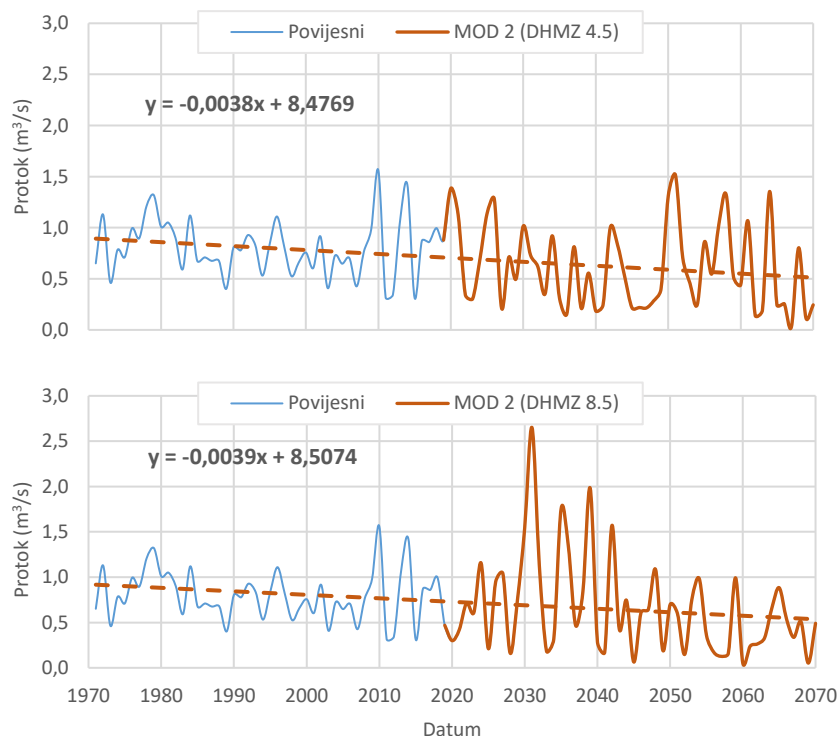 Povijesni MOD 2 (DHMZ 4.5)
y = -0,0038x + 8,4769
Protok (m³/s)
3,0
2,5
2,0
1,5
1,0
0,5
0,0
Povijesni MOD 2 (DHMZ 8.5)
y = -0,0039x + 8,5074
Protok (m³/s)
3,0
2,5
2,0
1,5
1,0
0,5
0,0
1970 1980 1990 2000 2010 2020 2030 2040 2050 2060 2070
Datum